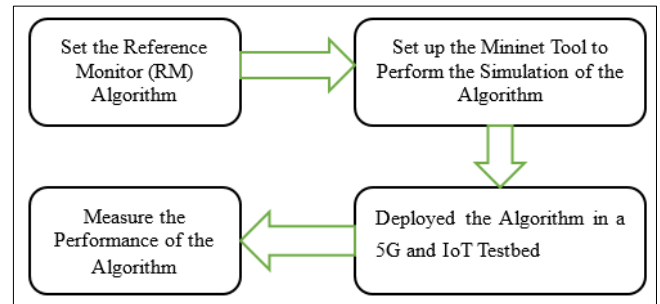 Set the Reference
Monitor (RM)
Algorithm
Set up the Mininet Tool to
Perform the Simulation of the
Algorithm
Deployed the Algorithm in a
5G and IoT Testbed
Measure the
Performance of the
Algorithm